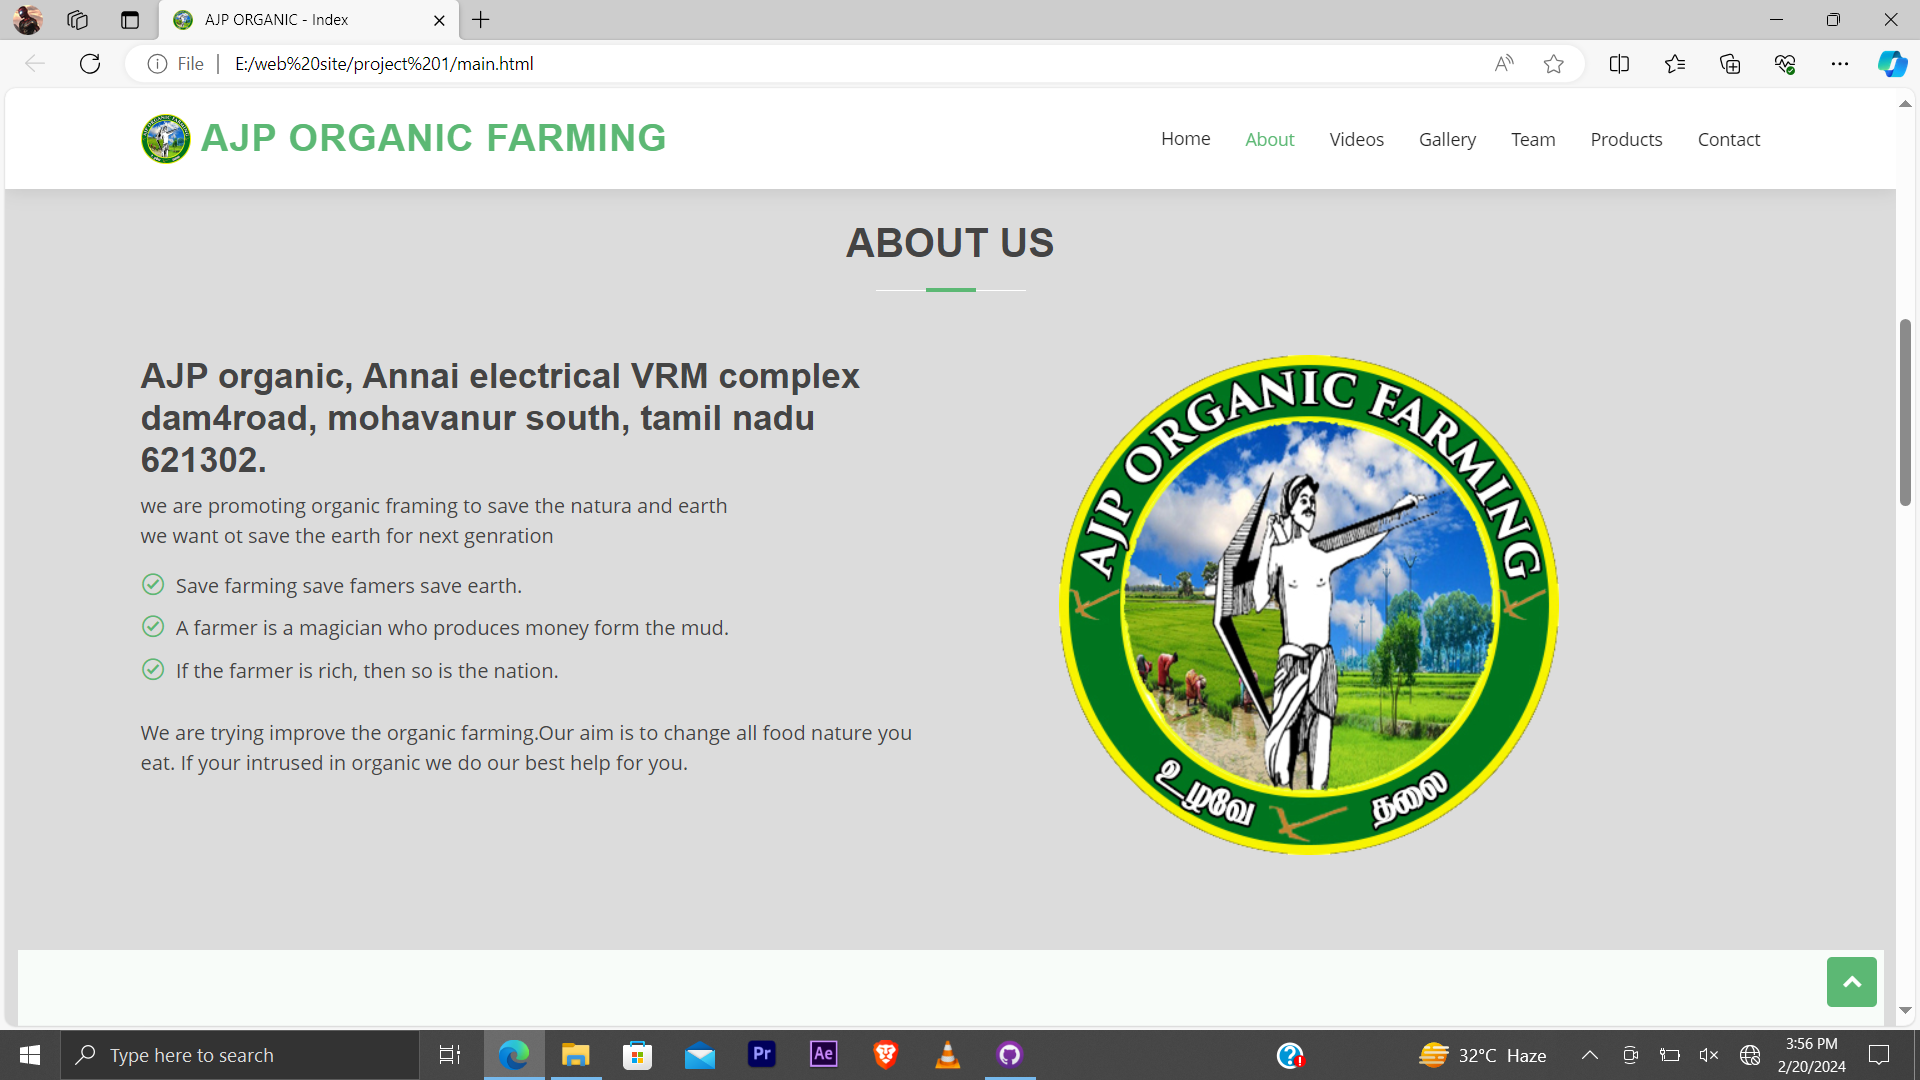 AJP ORGANIC - Index
File
E:/web%20site/project%201/main.html
AJP ORGANIC FARMING
Home
About
Videos
Gallery
Team
Products
Contact
ABOUT US
AJP organic, Annai electrical VRM complex
dam4road, mohavanur south, tamil nadu
621302.
we are promoting organic framing to save the natura and earth
we want ot save the earth for next genration
Save farming save famers save earth.
A farmer is a magician who produces money form the mud.
If the farmer is rich, then so is the nation.
We are trying improve the organic farming.Our aim is to change all food nature you
eat. If your intrused in organic we do our best help for you.
AJP ORGANIC FARMING
உழவே தலை
Type here to search
Pr
Ae
32°C Haze
3:56 PM
2/20/2024